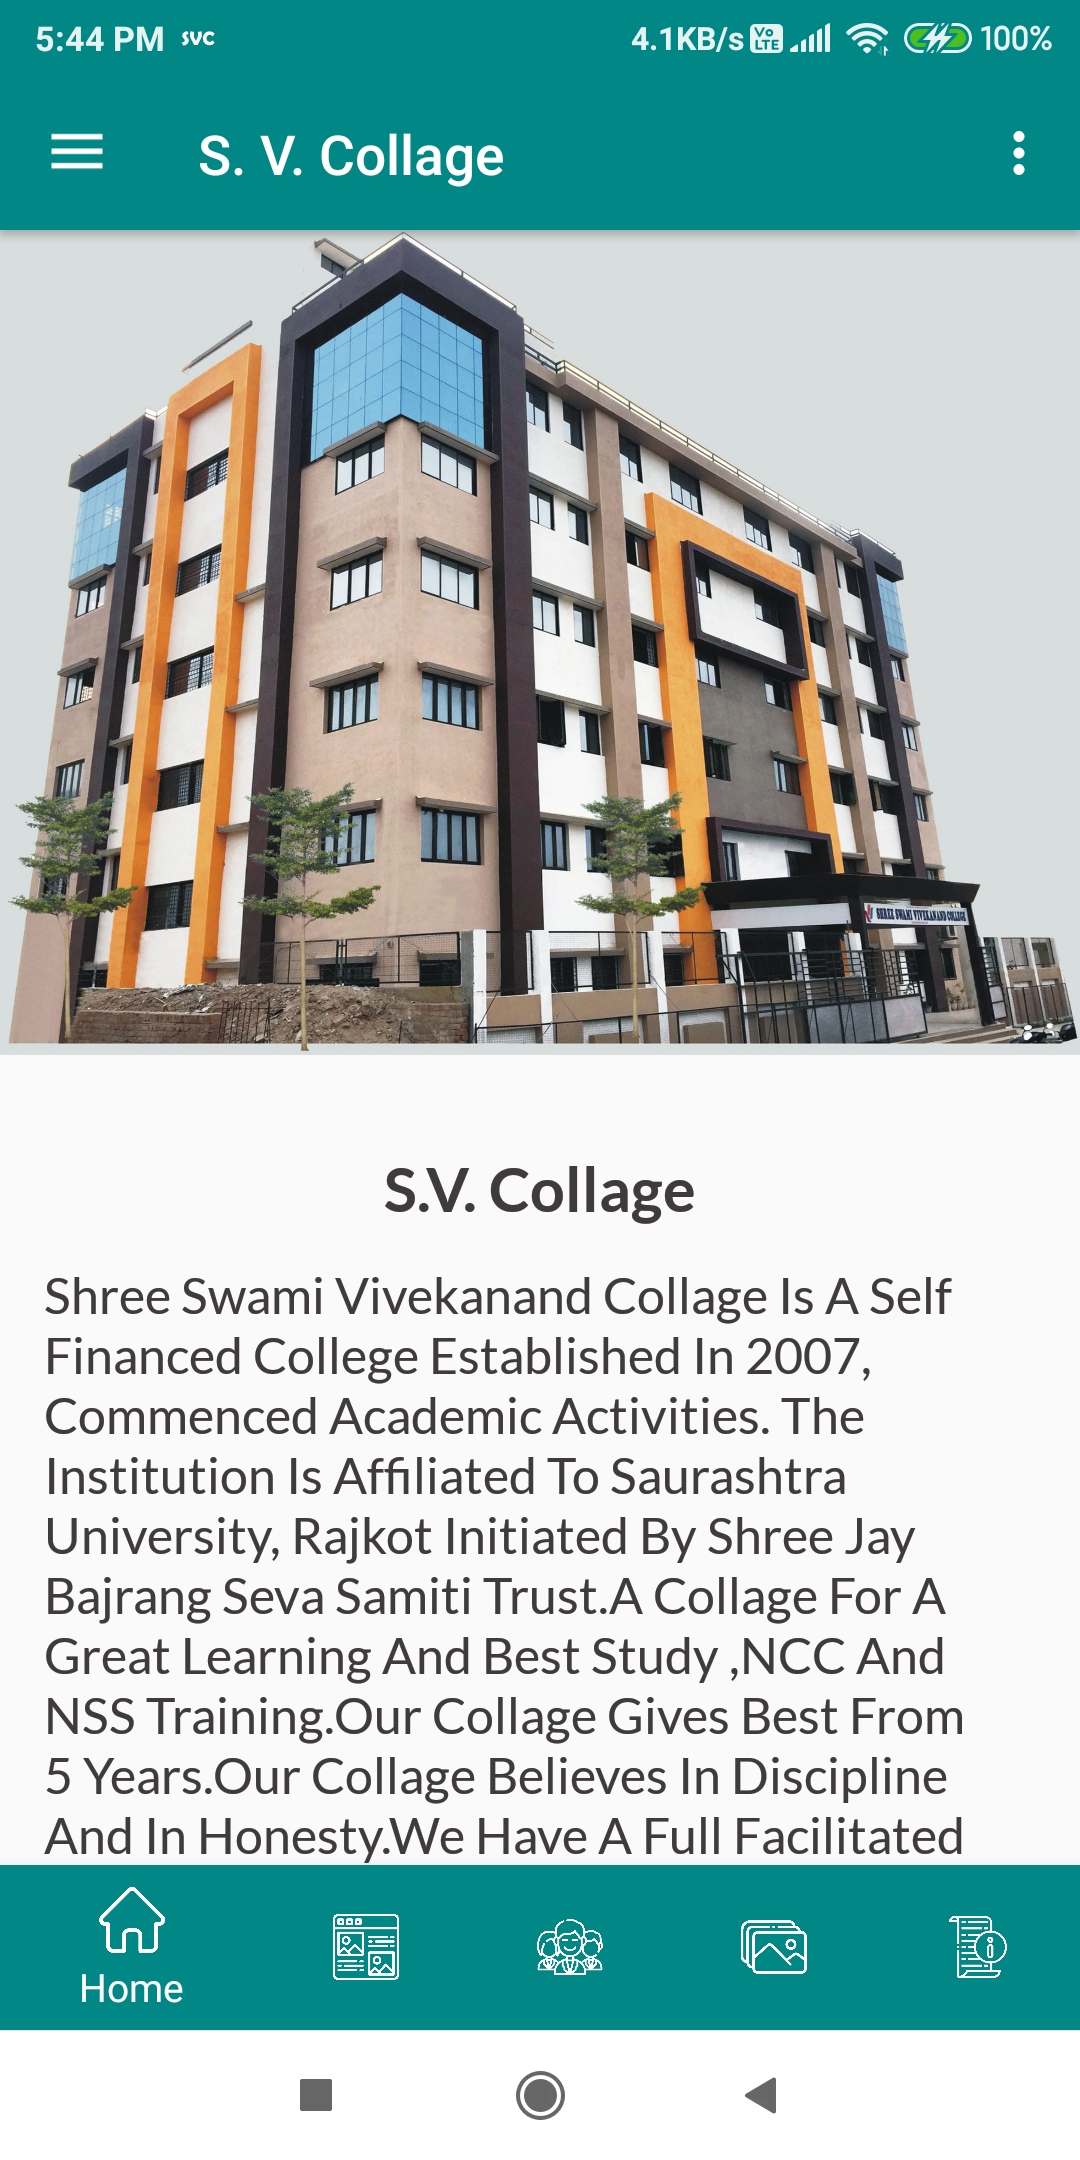 5:44 PM SVC 4.1KB/s Vo LTE 100%
S. V. Collage
SHREE SWAMI VIVEKANAND COLLEGE
S.V. Collage
Shree Swami Vivekanand Collage Is A Self
Financed College Established In 2007,
Commenced Academic Activities. The
Institution Is Affiliated To Saurashtra
University, Rajkot Initiated By Shree Jay
Bajrang Seva Samiti Trust.A Collage For A
Great Learning And Best Study ,NCC And
NSS Training.Our Collage Gives Best From
5 Years.Our Collage Believes In Discipline
And In Honesty.We Have A Full Facilitated
Home